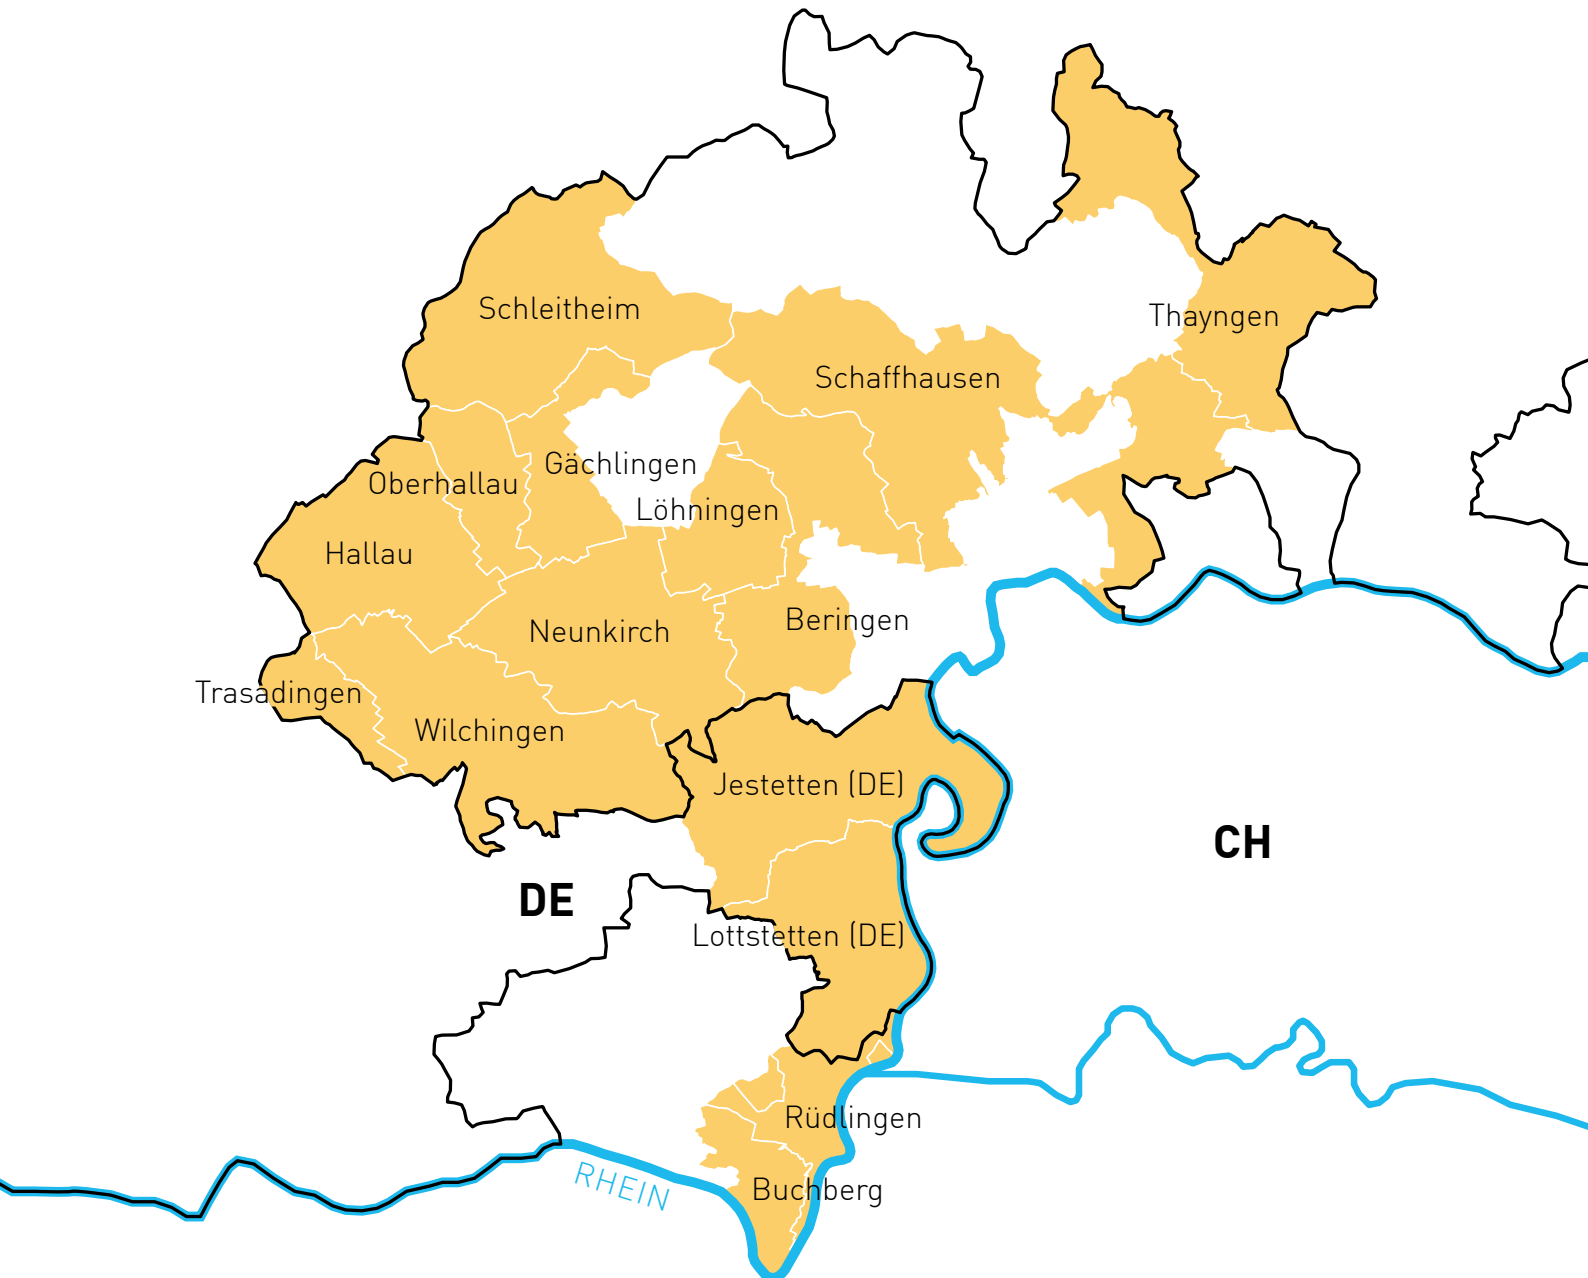 Schleitheim
Thayngen
Schaffhausen
Gächlingen
Oberhallau
Löhningen
Hallau
Beringen
Neunkirch
Trasadingen
Wilchingen
Jestetten (DE)
CH
DE
Lottstetten (DE)
Rüdlingen
RHEIN
Buchberg